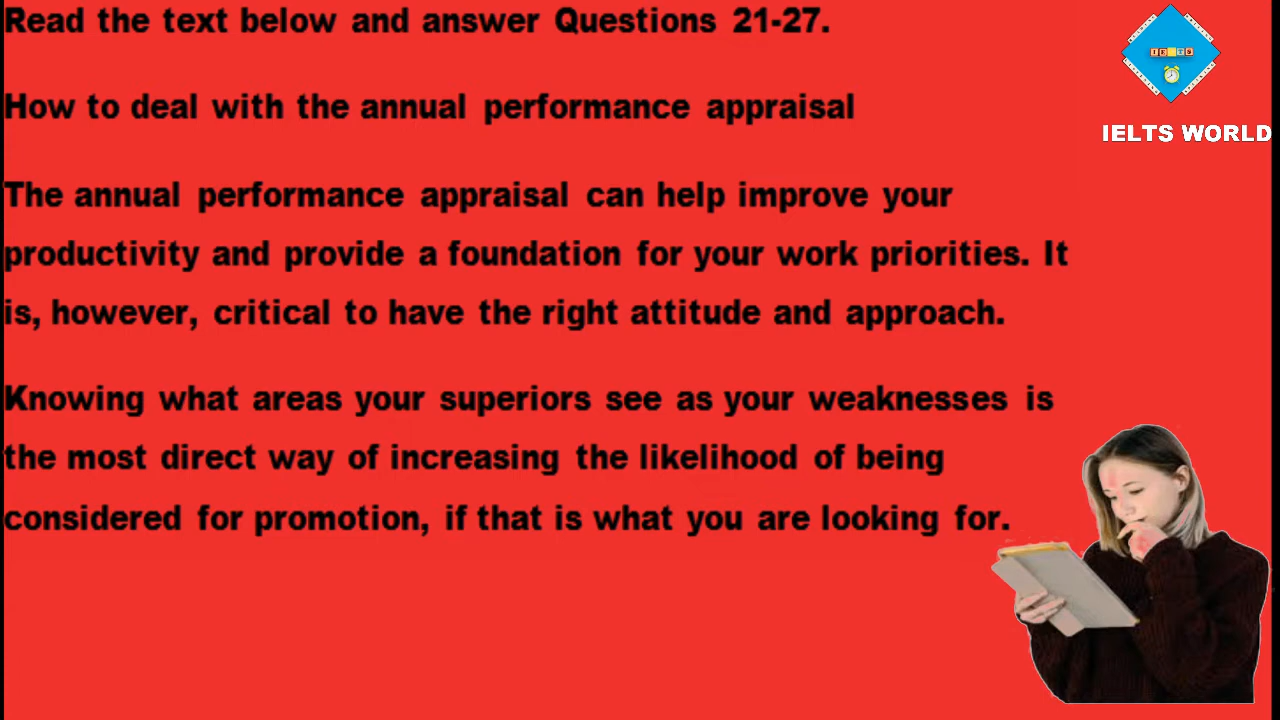 Read the text below and answer Questions 21-27.
IELTS
IELTS WORLD
How to deal with the annual performance appraisal
The annual performance appraisal can help improve your
productivity and provide a foundation for your work priorities. It
is, however, critical to have the right attitude and approach.
Knowing what areas your superiors see as your weaknesses is
the most direct way of increasing the likelihood of being
considered for promotion, if that is what you are looking for.